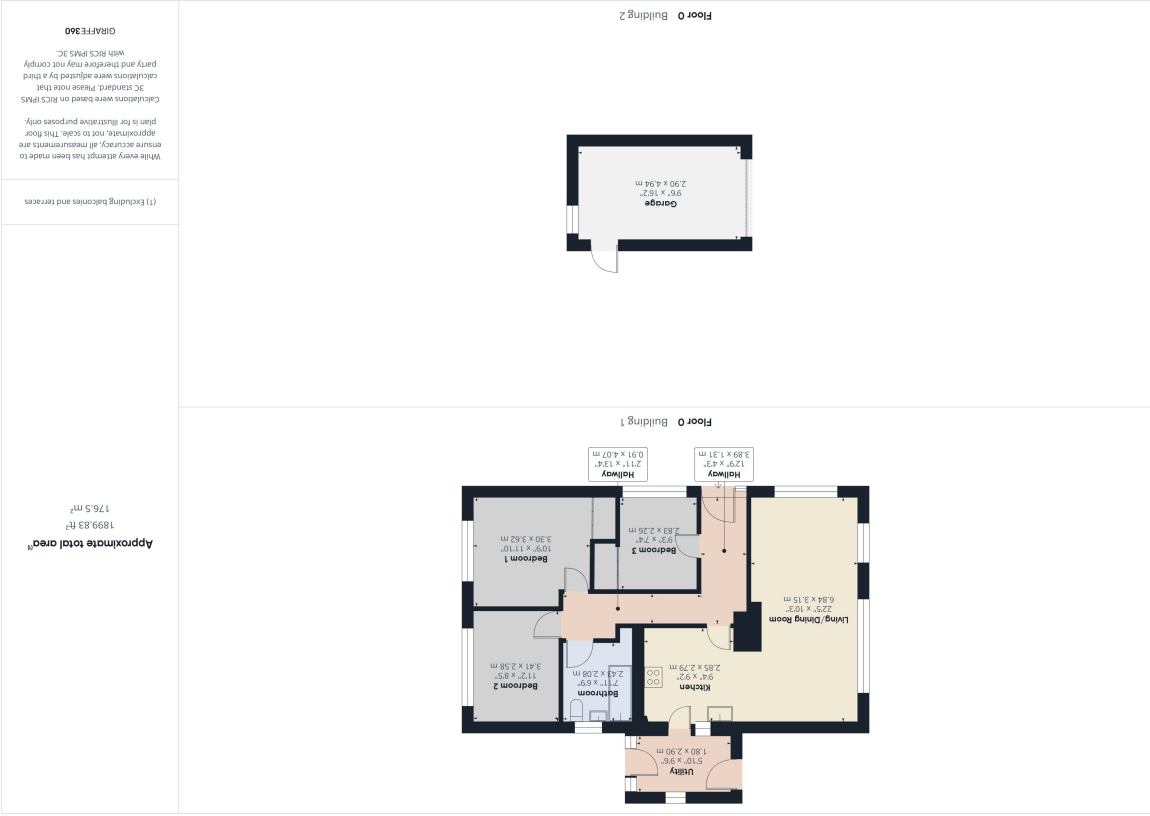 Utility
5'10" x 9'6"
1.80 x 2.90 m
Kitchen
9'4" x 9'2"
2.85 x 2.79 m
Bathroom
7'11" x 6'9"
2.43 x 2.08 m
Bedroom 2
11'2" x 8'5"
3.41 x 2.58 m
Living/Dining Room
22'5" x 10'3"
6.84 x 3.15 m
Bedroom 3
9'3" x 7'4"
2.83 x 2.26 m
Bedroom 1
10'9" x 11'10"
3.30 x 3.62 m
Hallway
12'9" x 4'3"
3.89 x 1.31 m
Hallway
2'11" x 13'4"
0.91 x 4.07 m
Floor 0 Building 1
Garage
9'6" x 16'2"
2.90 x 4.94 m
Floor 0 Building 2
Approximate total area(1)
1899.83 ft²
176.5 m²
(1) Excluding balconies and terraces
While every attempt has been made to
ensure accuracy, all measurements are
approximate, not to scale. This floor
plan is for illustrative purposes only.
Calculations were based on RICS IPMS
3C standard. Please note that
calculations were adjusted by a third
party and therefore may not comply
with RICS IPMS 3C.
GIRAFFE360